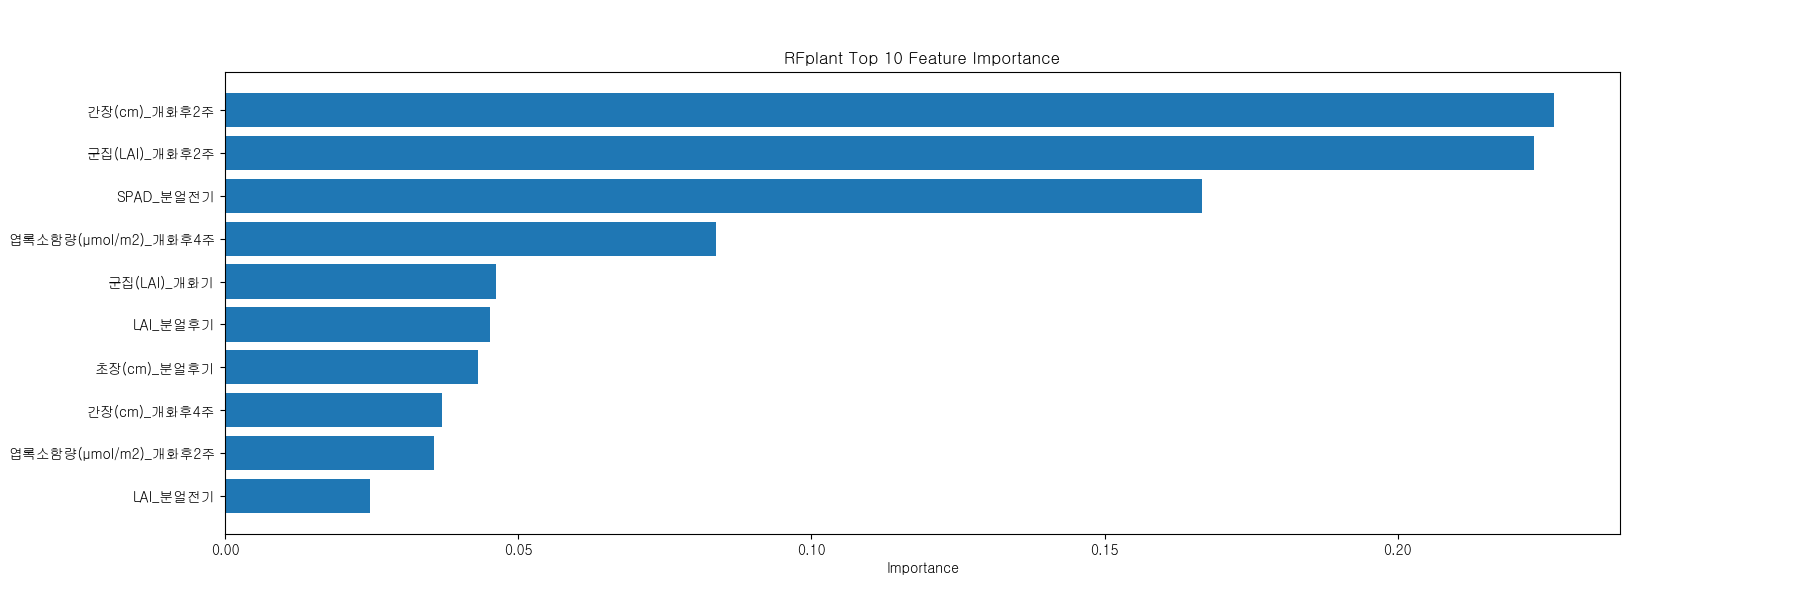 RFplant Top 10 Feature Importance
간장(cm)_개화후2주
군집(LAI)_개화후2주
SPAD_분얼전기
엽록소함량(µmol/m2)_개화후4주
군집(LAI)_개화기
LAI_분얼후기
초장(cm)_분얼후기
간장(cm)_개화후4주
엽록소함량(µmol/m2)_개화후2주
LAI_분얼전기
0.00 0.05 0.10 0.15 0.20
Importance